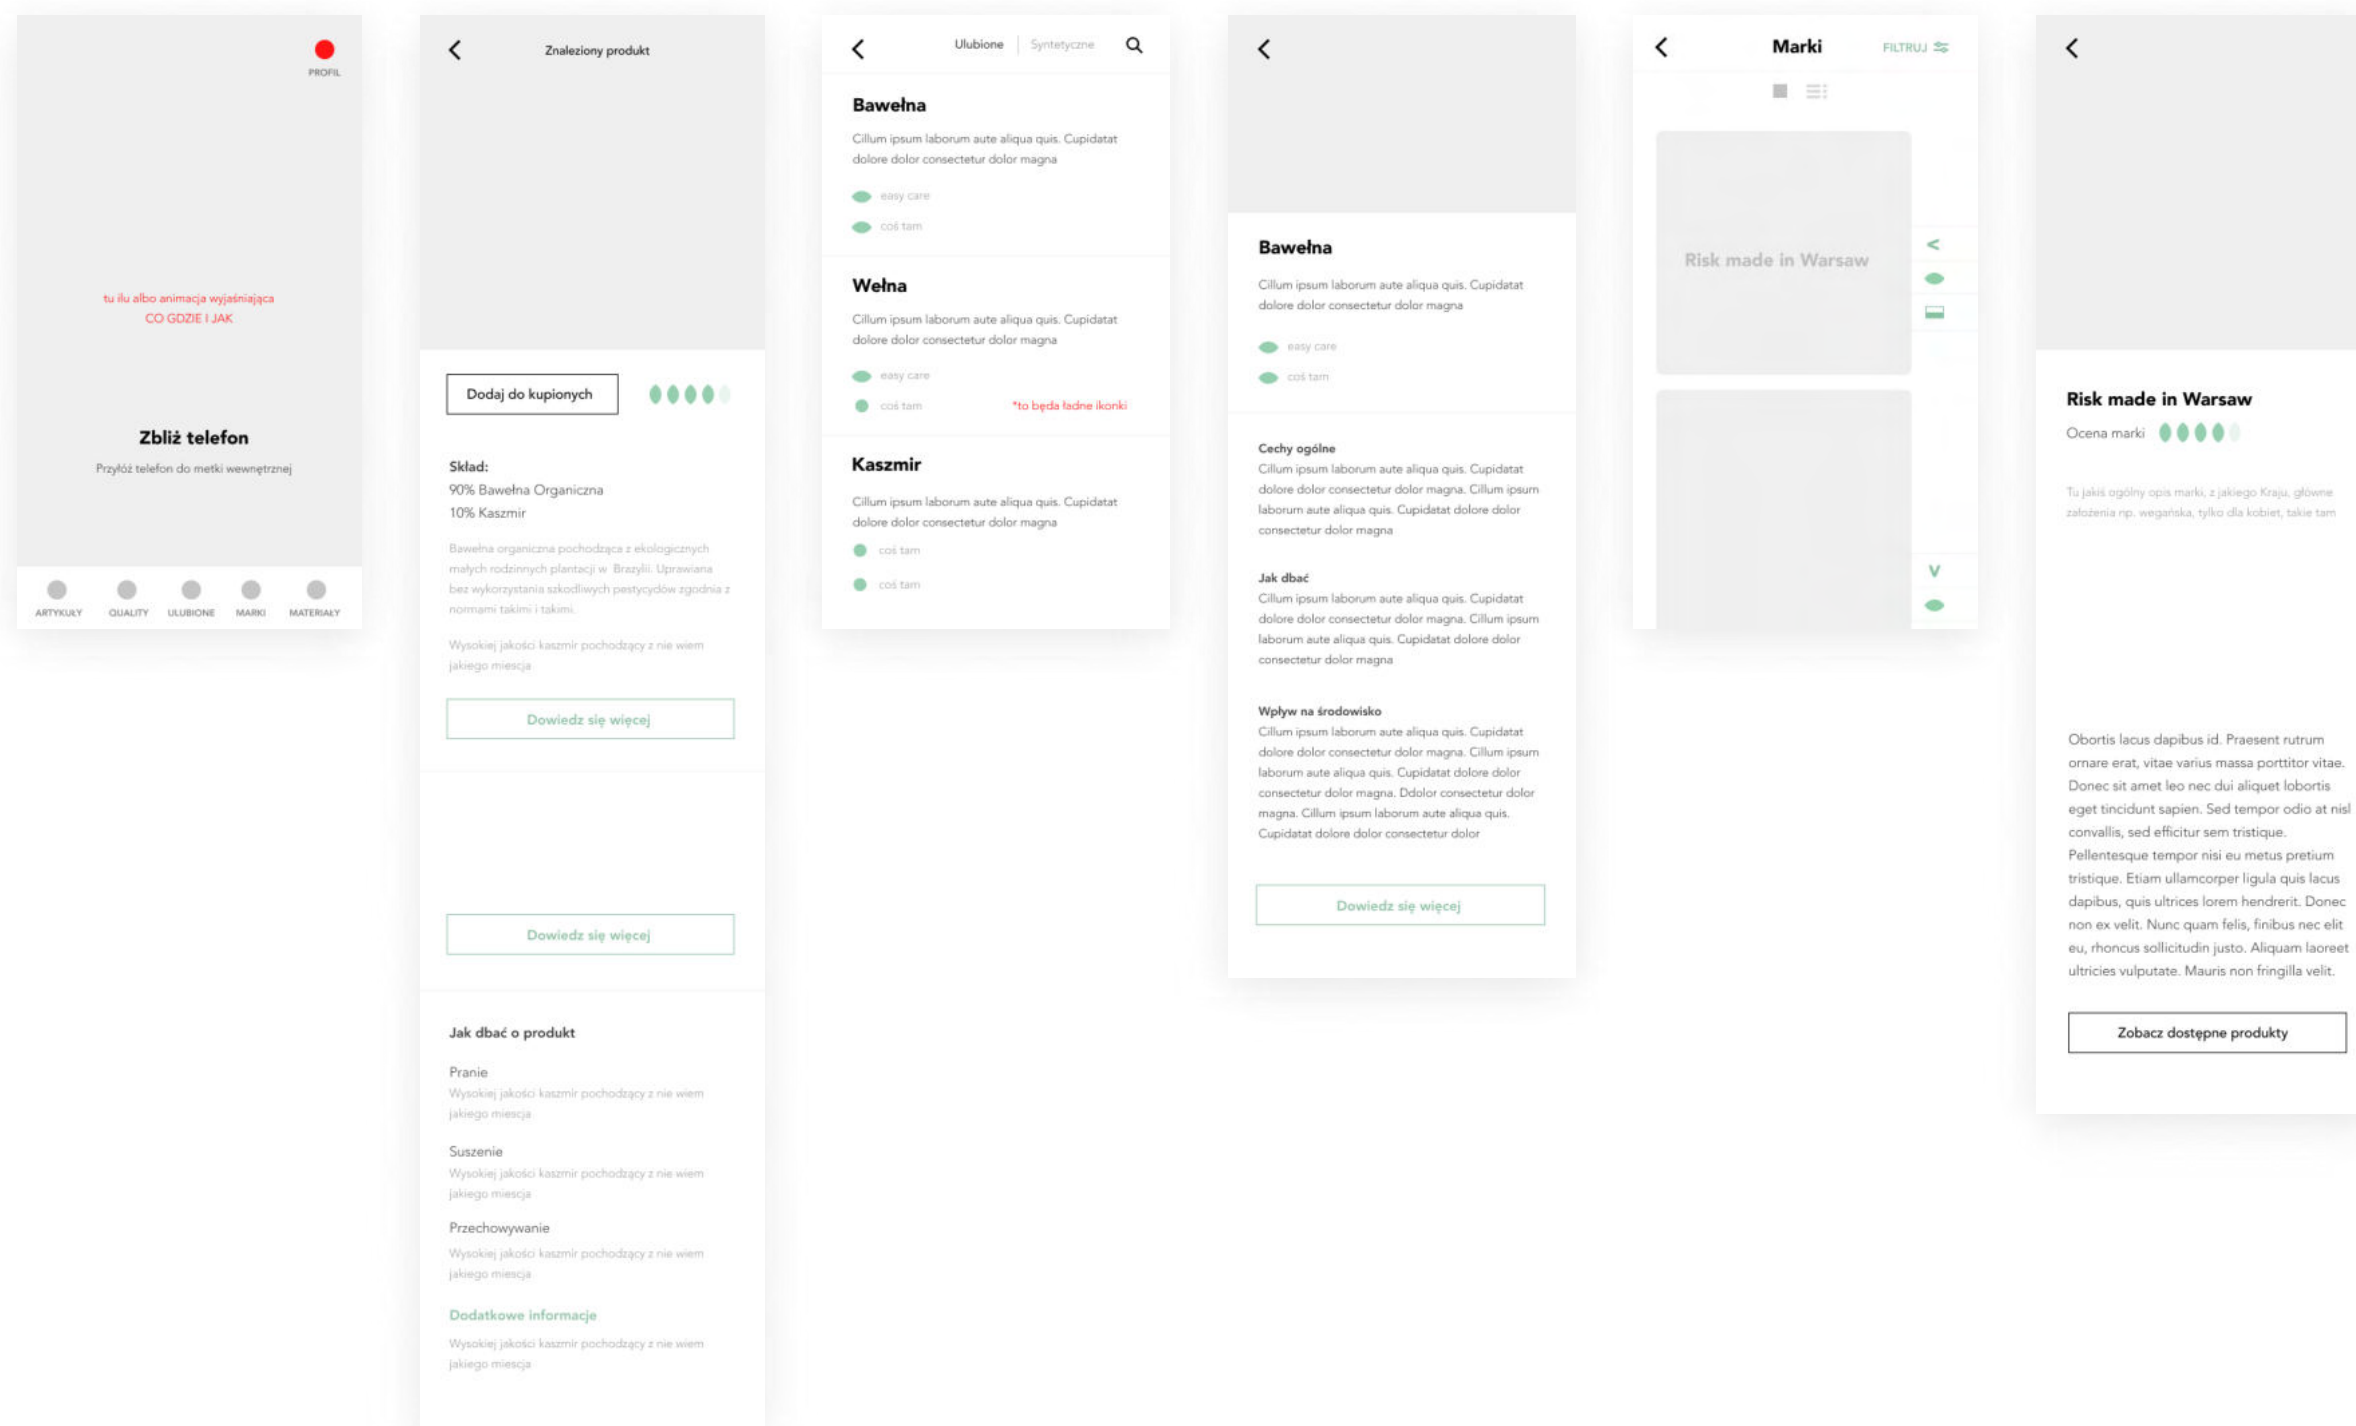 PROFIL
tu ilu albo animacja wyjaśniająca
CO GDZIE I JAK
Zbliż telefon
Przyłóż telefon do metki wewnętrznej
ARTYKUŁY
QUALITY
ULUBIONE
MARKI
MATERIAŁY
Znaleziony produkt
Dodaj do kupionych
Skład:
90% Bawełna Organiczna
10% Kaszmir
Bawełna organiczna pochodząca z ekologicznych
małych rodzinnych plantacji w Brazylii. Uprawiana
bez wykorzystania szkodliwych pestycydów zgodnia z
normami takimi i takimi.
Wysokiej jakości kaszmir pochodzący z nie wiem
jakiego miescja
Dowiedz się więcej
Dowiedz się więcej
Jak dbać o produkt
Pranie
Wysokiej jakości kaszmir pochodzący z nie wiem
jakiego miescja
Suszenie
Wysokiej jakości kaszmir pochodzący z nie wiem
jakiego miescja
Przechowywanie
Wysokiej jakości kaszmir pochodzący z nie wiem
jakiego miescja
Dodatkowe informacje
Wysokiej jakości kaszmir pochodzący z nie wiem
jakiego miescja
Ulubione
Syntetyczne
Bawełna
Cillum ipsum laborum aute aliqua quis. Cupidatat
dolore dolor consectetur dolor magna
easy care
coś tam
Wełna
Cillum ipsum laborum aute aliqua quis. Cupidatat
dolore dolor consectetur dolor magna
easy care
coś tam
*to będa ładne ikonki
Kaszmir
Cillum ipsum laborum aute aliqua quis. Cupidatat
dolore dolor consectetur dolor magna
coś tam
coś tam
Bawełna
Cillum ipsum laborum aute aliqua quis. Cupidatat
dolore dolor consectetur dolor magna
easy care
coś tam
Cechy ogólne
Cillum ipsum laborum aute aliqua quis. Cupidatat
dolore dolor consectetur dolor magna. Cillum ipsum
laborum aute aliqua quis. Cupidatat dolore dolor
consectetur dolor magna
Jak dbać
Cillum ipsum laborum aute aliqua quis. Cupidatat
dolore dolor consectetur dolor magna. Cillum ipsum
laborum aute aliqua quis. Cupidatat dolore dolor
consectetur dolor magna
Wpływ na środowisko
Cillum ipsum laborum aute aliqua quis. Cupidatat
dolore dolor consectetur dolor magna. Cillum ipsum
laborum aute aliqua quis. Cupidatat dolore dolor
consectetur dolor magna. Ddolor consectetur dolor
magna. Cillum ipsum laborum aute aliqua quis.
Cupidatat dolore dolor consectetur dolor
Dowiedz się więcej
Marki
FILTRUJ
Risk made in Warsaw
Risk made in Warsaw
Ocena marki
Tu jakiś ogólny opis marki, z jakiego Kraju, główne
założenia np. wegańska, tylko dla kobiet, takie tam
Obortis lacus dapibus id. Praesent rutrum
ornare erat, vitae varius massa porttitor vitae.
Donec sit amet leo nec dui aliquet lobortis
eget tincidunt sapien. Sed tempor odio at nisl
convallis, sed efficitur sem tristique.
Pellentesque tempor nisi eu metus pretium
tristique. Etiam ullamcorper ligula quis lacus
dapibus, quis ultrices lorem hendrerit. Donec
non ex velit. Nunc quam felis, finibus nec elit
eu, rhoncus sollicitudin justo. Aliquam laoreet
ultricies vulputate. Mauris non fringilla velit.
Zobacz dostępne produkty